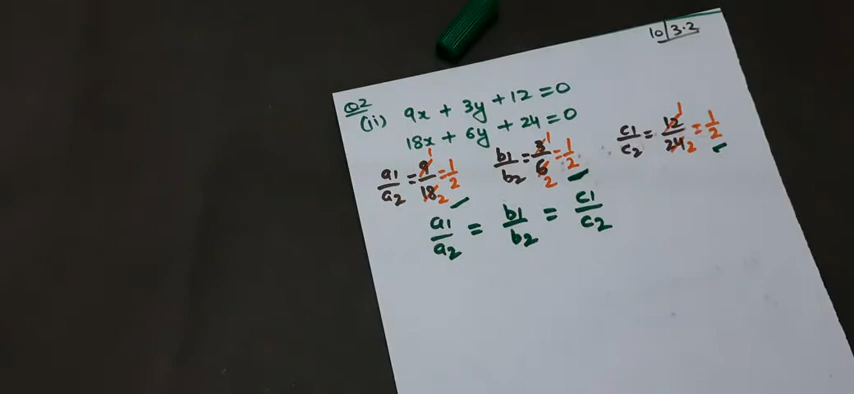 10/3.2
Q2
(ii) 9x + 3y + 12 = 0
18x + 6y + 24 = 0
a1/a2 = 9/18 = 1/2 b1/b2 = 3/6 = 1/2 c1/c2 = 12/24 = 1/2
a1/a2 = b1/b2 = c1/c2